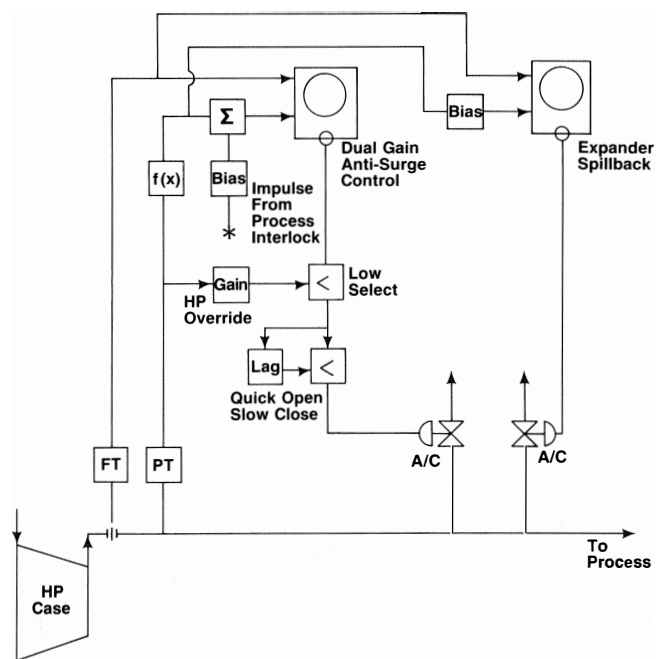 Σ
Bias
Dual Gain
Anti-Surge
Control
Expander
Spillback
f(x)
Bias
Impulse
From
Process
Interlock
*
Gain
HP
Override
<
Low
Select
Lag
<
Quick Open
Slow Close
A/C
A/C
FT
PT
To
Process
HP
Case